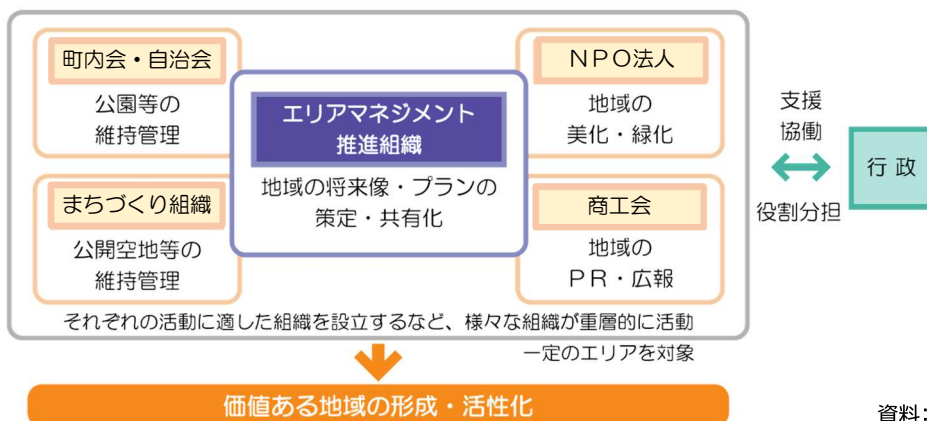 町内会・自治会
公園等の
維持管理
エリアマネジメント
推進組織
地域の将来像・プランの
策定・共有化
NPO法人
地域の
美化・緑化
まちづくり組織
公開空地等の
維持管理
商工会
地域の
PR・広報
それぞれの活動に適した組織を設立するなど、様々な組織が重層的に活動
一定のエリアを対象
支援
協働
役割分担
行政
価値ある地域の形成・活性化
資料: